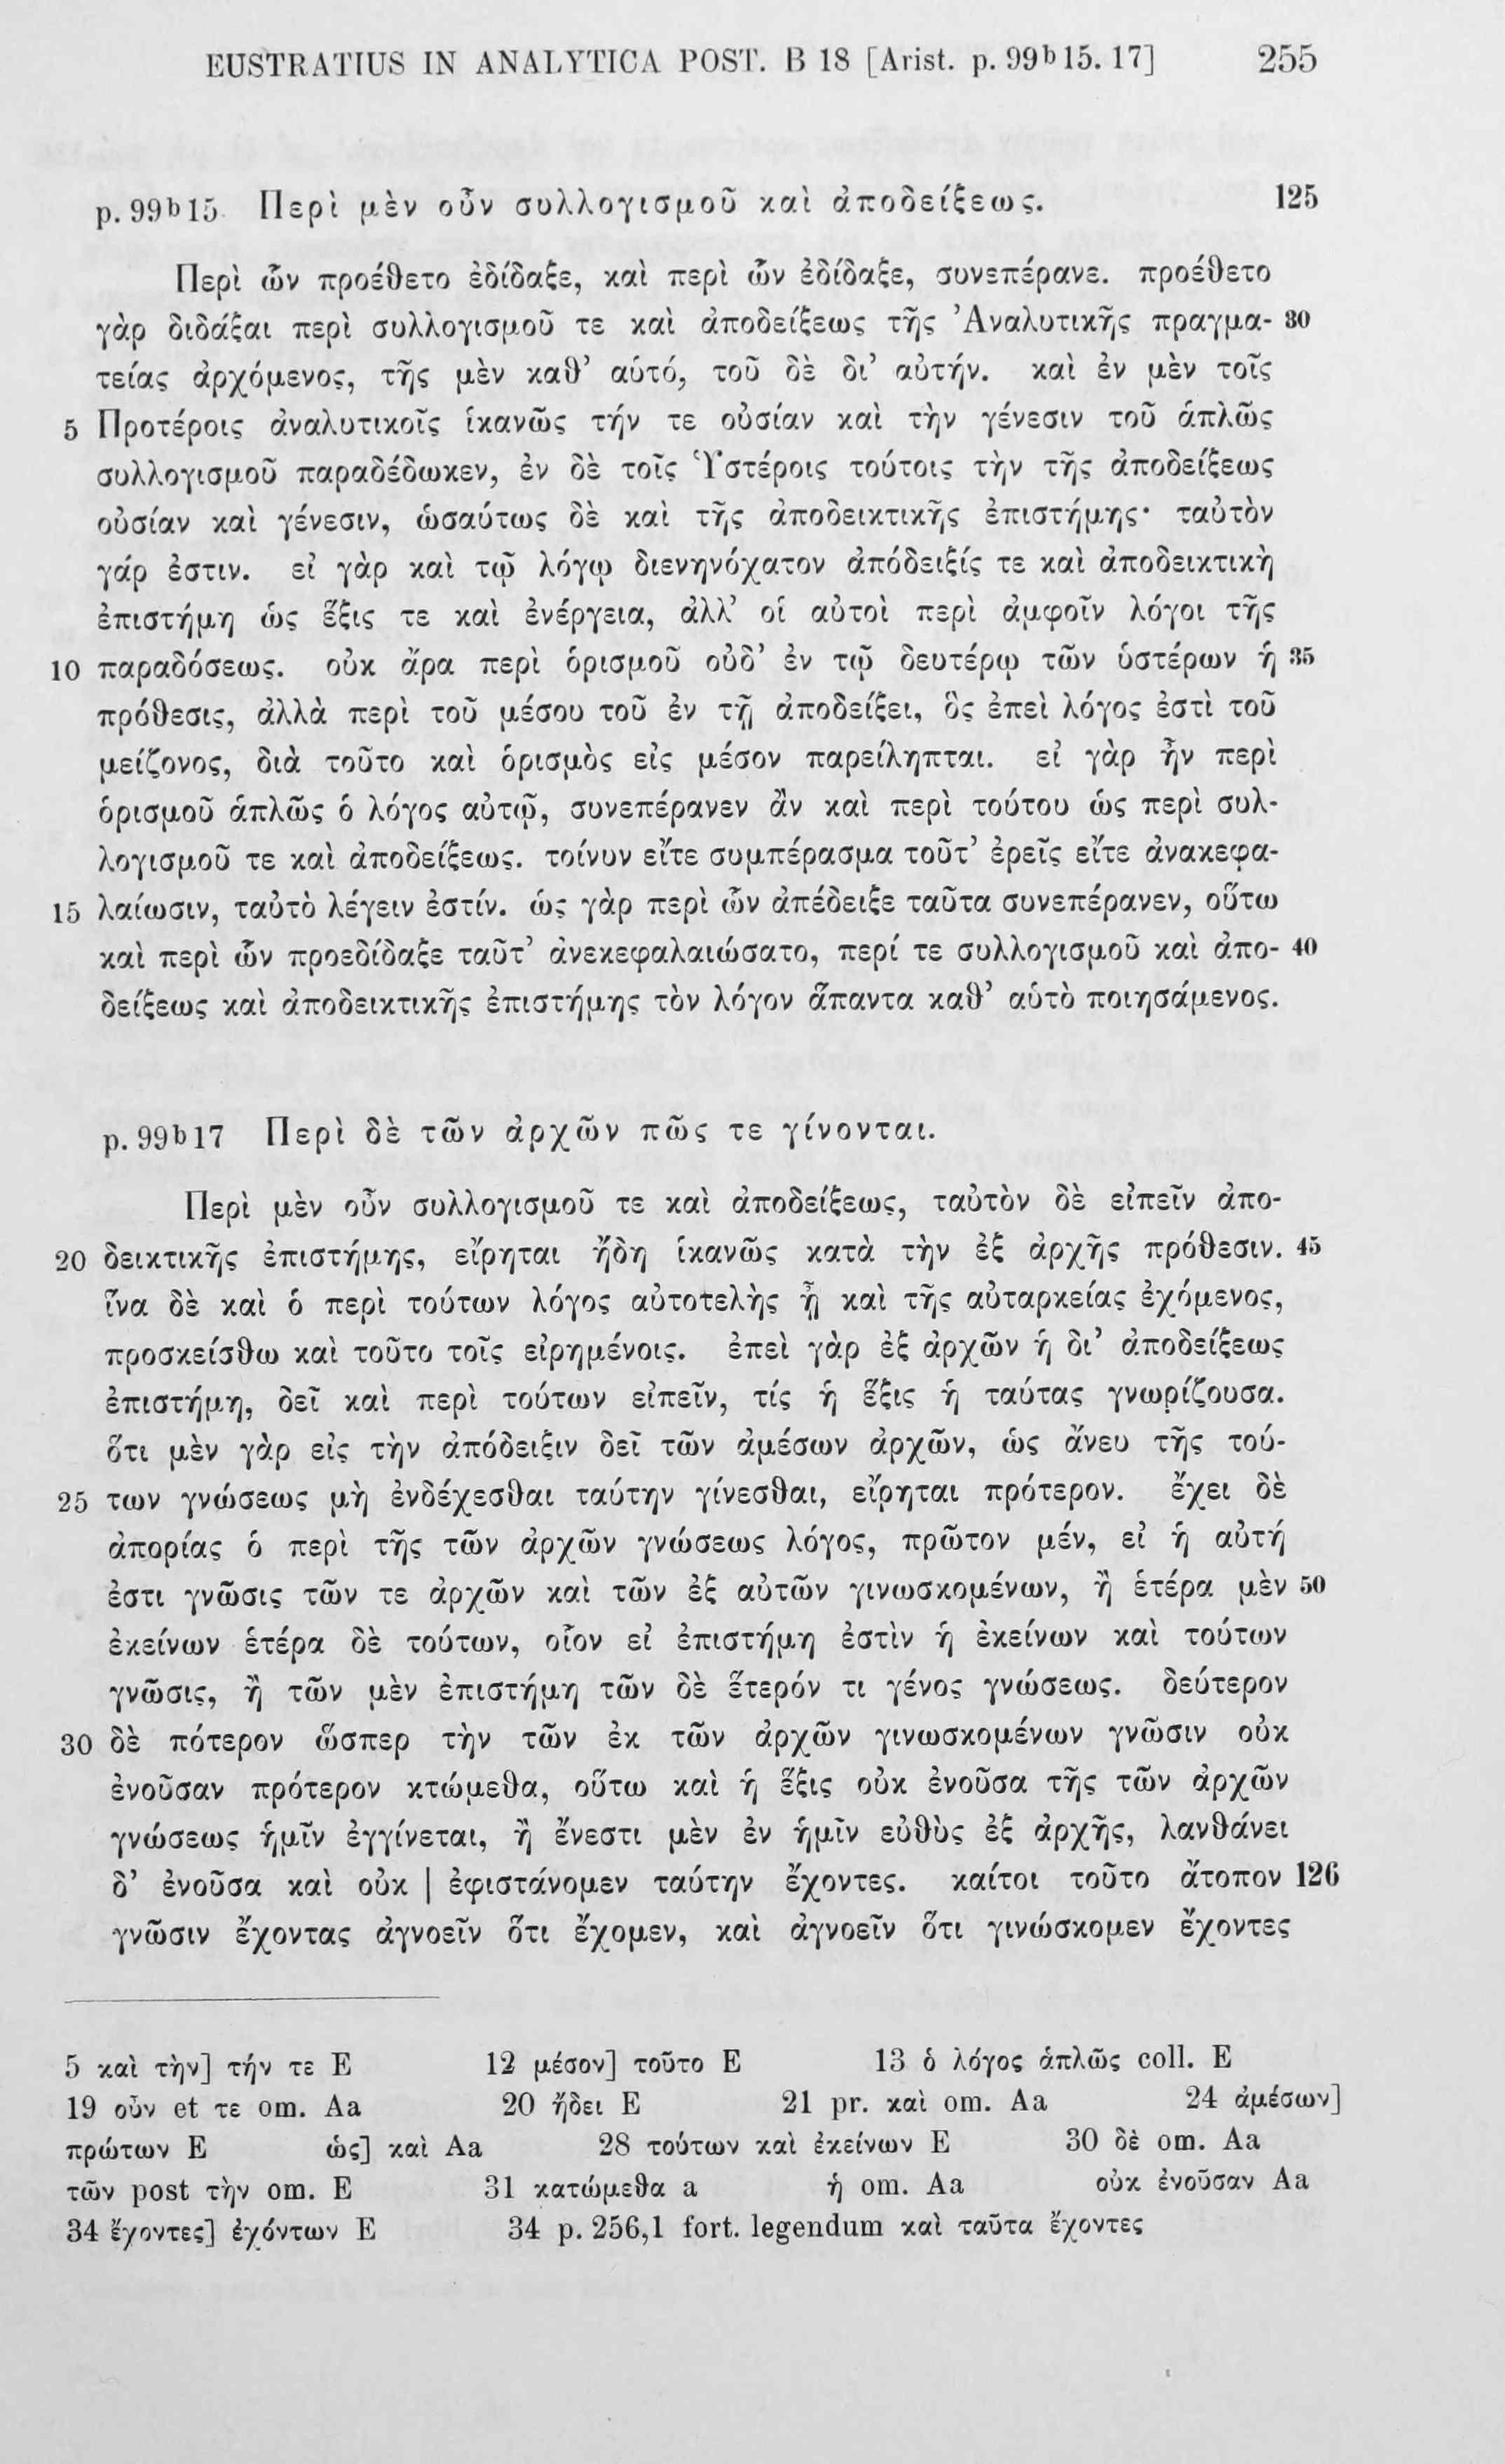 EUSTRATIUS IN ANALYTICA POST. B 18 [Arist. p. 99ᵇ15. 17] 255
p. 99ᵇ15 Περὶ μὲν οὖν συλλογισμοῦ καὶ ἀποδείξεως. 125
Περὶ ὧν προέθετο ἐδίδαξε, καὶ περὶ ὧν ἐδίδαξε, συνεπέρανε. προέθετο
γὰρ διδάξαι περὶ συλλογισμοῦ τε καὶ ἀποδείξεως τῆς Ἀναλυτικῆς πραγμα- 30
τείας ἀρχόμενος, τῆς μὲν καθ’ αὑτό, τοῦ δὲ δι’ αὐτήν. καὶ ἐν μὲν τοῖς
5 Προτέροις ἀναλυτικοῖς ἱκανῶς τήν τε οὐσίαν καὶ τὴν γένεσιν τοῦ ἁπλῶς
συλλογισμοῦ παραδέδωκεν, ἐν δὲ τοῖς Ὑστέροις τούτοις τὴν τῆς ἀποδείξεως
οὐσίαν καὶ γένεσιν, ὡσαύτως δὲ καὶ τῆς ἀποδεικτικῆς ἐπιστήμης· ταὐτὸν
γάρ ἐστιν. εἰ γὰρ καὶ τῷ λόγῳ διενηνόχατον ἀπόδειξίς τε καὶ ἀποδεικτικὴ
ἐπιστήμη ὡς ἕξις τε καὶ ἐνέργεια, ἀλλ’ οἱ αὐτοὶ περὶ ἀμφοῖν λόγοι τῆς
10 παραδόσεως. οὐκ ἄρα περὶ ὁρισμοῦ οὐδ’ ἐν τῷ δευτέρῳ τῶν ὑστέρων ἡ 35
πρόθεσις, ἀλλὰ περὶ τοῦ μέσου τοῦ ἐν τῇ ἀποδείξει, ὃς ἐπεὶ λόγος ἐστὶ τοῦ
μείζονος, διὰ τοῦτο καὶ ὁρισμὸς εἰς μέσον παρείληπται. εἰ γὰρ ἦν περὶ
ὁρισμοῦ ἁπλῶς ὁ λόγος αὐτῷ, συνεπέρανεν ἂν καὶ περὶ τούτου ὡς περὶ συλ-
λογισμοῦ τε καὶ ἀποδείξεως. τοίνυν εἴτε συμπέρασμα τοῦτ’ ἐρεῖς εἴτε ἀνακεφα-
15 λαίωσιν, ταὐτὸ λέγειν ἐστίν. ὡς γὰρ περὶ ὧν ἀπέδειξε ταῦτα συνεπέρανεν, οὕτω
καὶ περὶ ὧν προεδίδαξε ταῦτ’ ἀνεκεφαλαιώσατο, περί τε συλλογισμοῦ καὶ ἀπο- 40
δείξεως καὶ ἀποδεικτικῆς ἐπιστήμης τὸν λόγον ἅπαντα καθ’ αὑτὸ ποιησάμενος.
p. 99ᵇ17 Περὶ δὲ τῶν ἀρχῶν πῶς τε γίνονται.
Περὶ μὲν οὖν συλλογισμοῦ τε καὶ ἀποδείξεως, ταὐτὸν δὲ εἰπεῖν ἀπο-
20 δεικτικῆς ἐπιστήμης, εἴρηται ἤδη ἱκανῶς κατὰ τὴν ἐξ ἀρχῆς πρόθεσιν. 45
ἵνα δὲ καὶ ὁ περὶ τούτων λόγος αὐτοτελὴς ᾖ καὶ τῆς αὐταρκείας ἐχόμενος,
προσκείσθω καὶ τοῦτο τοῖς εἰρημένοις. ἐπεὶ γὰρ ἐξ ἀρχῶν ἡ δι’ ἀποδείξεως
ἐπιστήμη, δεῖ καὶ περὶ τούτων εἰπεῖν, τίς ἡ ἕξις ἡ ταύτας γνωρίζουσα.
ὅτι μὲν γὰρ εἰς τὴν ἀπόδειξιν δεῖ τῶν ἀμέσων ἀρχῶν, ὡς ἄνευ τῆς τού-
25 των γνώσεως μὴ ἐνδέχεσθαι ταύτην γίνεσθαι, εἴρηται πρότερον. ἔχει δὲ
ἀπορίας ὁ περὶ τῆς τῶν ἀρχῶν γνώσεως λόγος, πρῶτον μέν, εἰ ἡ αὐτή
ἐστι γνῶσις τῶν τε ἀρχῶν καὶ τῶν ἐξ αὐτῶν γινωσκομένων, ἢ ἑτέρα μὲν 50
ἐκείνων ἑτέρα δὲ τούτων, οἷον εἰ ἐπιστήμη ἐστὶν ἡ ἐκείνων καὶ τούτων
γνῶσις, ἢ τῶν μὲν ἐπιστήμη τῶν δὲ ἕτερόν τι γένος γνώσεως. δεύτερον
30 δὲ πότερον ὥσπερ τὴν τῶν ἐκ τῶν ἀρχῶν γινωσκομένων γνῶσιν οὐκ
ἐνοῦσαν πρότερον κτώμεθα, οὕτω καὶ ἡ ἕξις οὐκ ἐνοῦσα τῆς τῶν ἀρχῶν
γνώσεως ἡμῖν ἐγγίνεται, ἢ ἔνεστι μὲν ἐν ἡμῖν εὐθὺς ἐξ ἀρχῆς, λανθάνει
δ’ ἐνοῦσα καὶ οὐκ | ἐφιστάνομεν ταύτην ἔχοντες. καίτοι τοῦτο ἄτοπον 126
γνῶσιν ἔχοντας ἀγνοεῖν ὅτι ἔχομεν, καὶ ἀγνοεῖν ὅτι γινώσκομεν ἔχοντες
5 καὶ τὴν] τήν τε E 12 μέσον] τοῦτο E 13 ὁ λόγος ἁπλῶς coll. E
19 οὖν et τε om. Aa 20 ἤδει E 21 pr. καὶ om. Aa 24 ἀμέσων]
πρώτων E ὡς] καὶ Aa 28 τούτων καὶ ἐκείνων E 30 δὲ om. Aa
τῶν post τὴν om. E 31 κατώμεθα a ἡ om. Aa οὐκ ἐνοῦσαν Aa
34 ἔχοντες] ἐχόντων E 34 p. 256,1 fort. legendum καὶ ταῦτα ἔχοντες